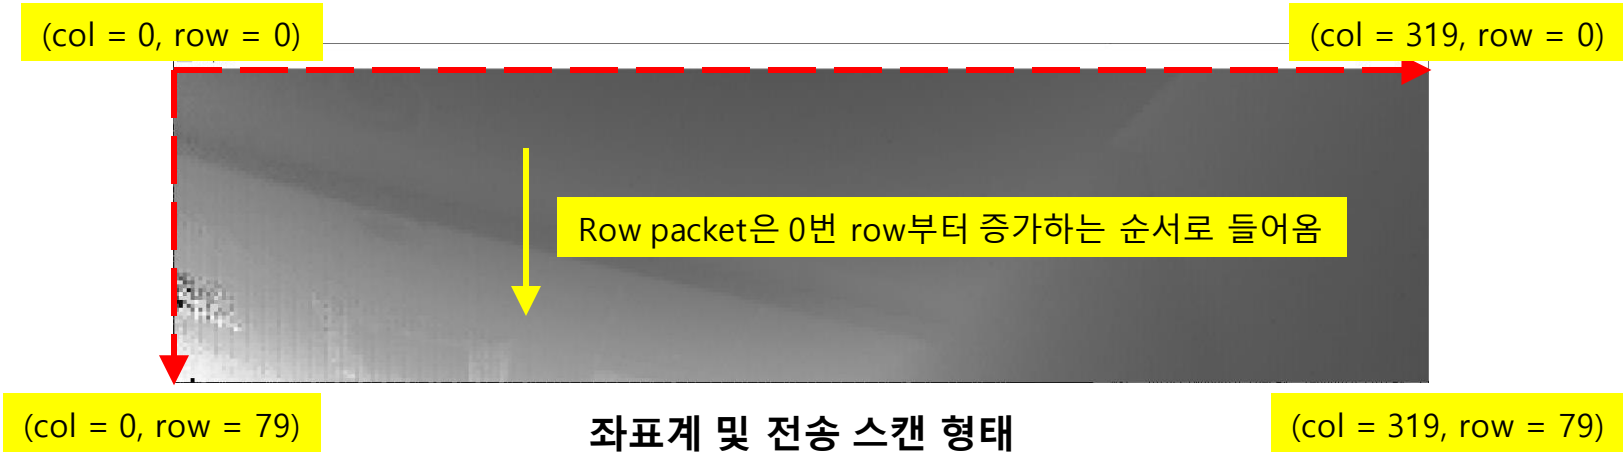 (col = 0, row = 0)
(col = 319, row = 0)
Row packet은 0번 row부터 증가하는 순서로 들어옴
(col = 0, row = 79)
좌표계 및 전송 스캔 형태
(col = 319, row = 79)